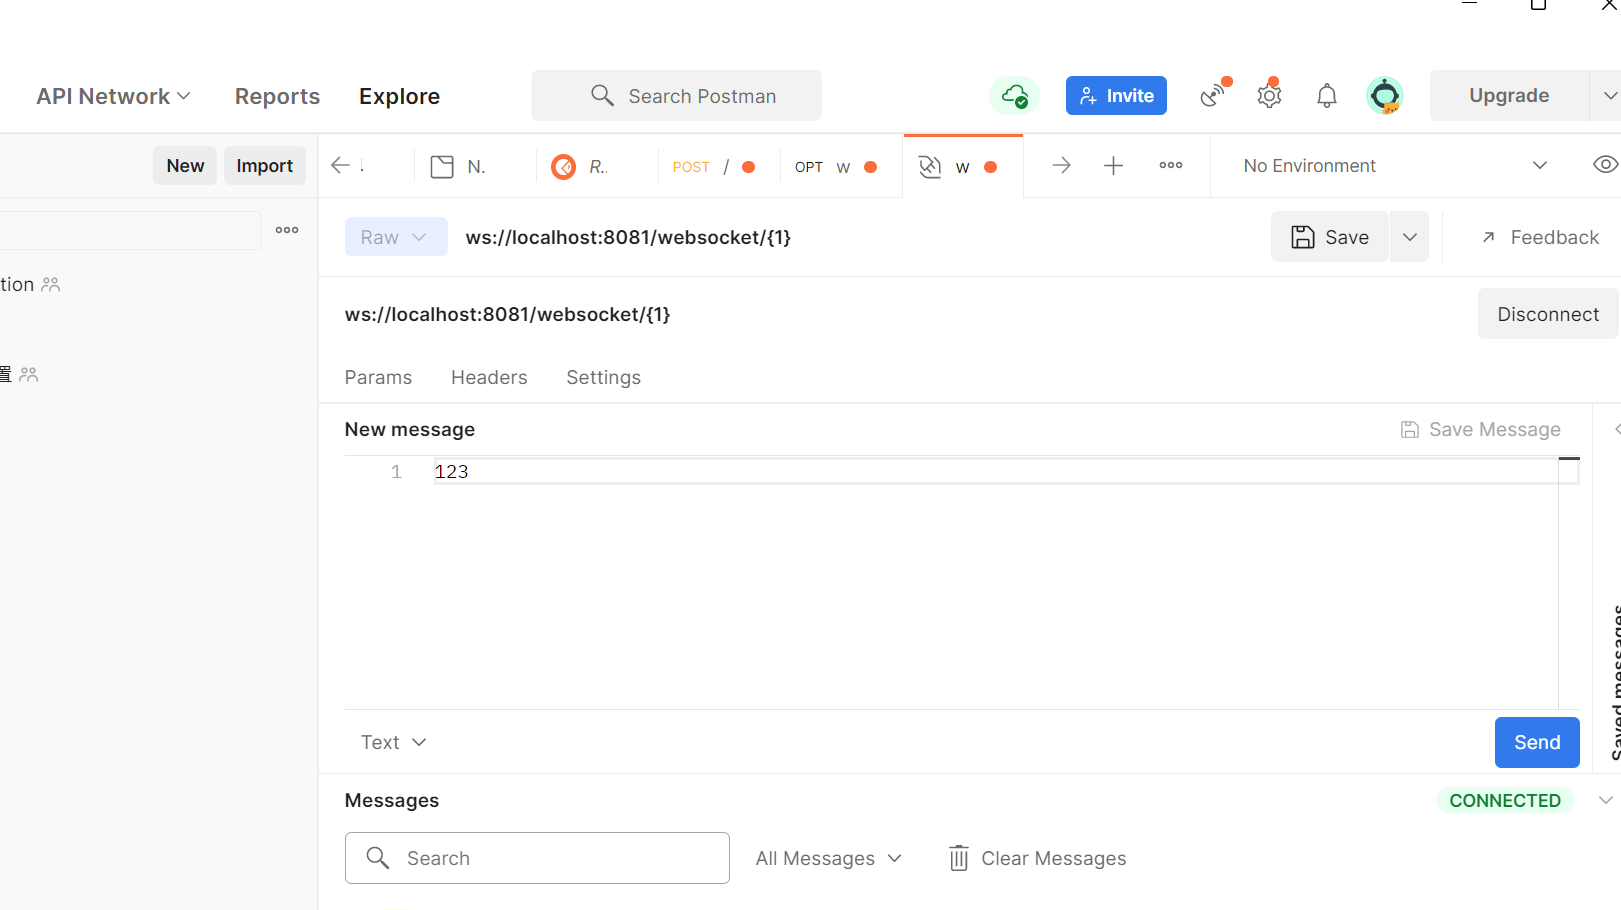 API Network Reports Explore Search Postman Invite Upgrade
New Import N. R.. POST / OPT w w No Environment
Raw ws://localhost:8081/websocket/{1} Save Feedback
tion
ws://localhost:8081/websocket/{1} Disconnect
置
Params Headers Settings
New message Save Message
1 123
Saved messages
Text Send
Messages CONNECTED
Search All Messages Clear Messages